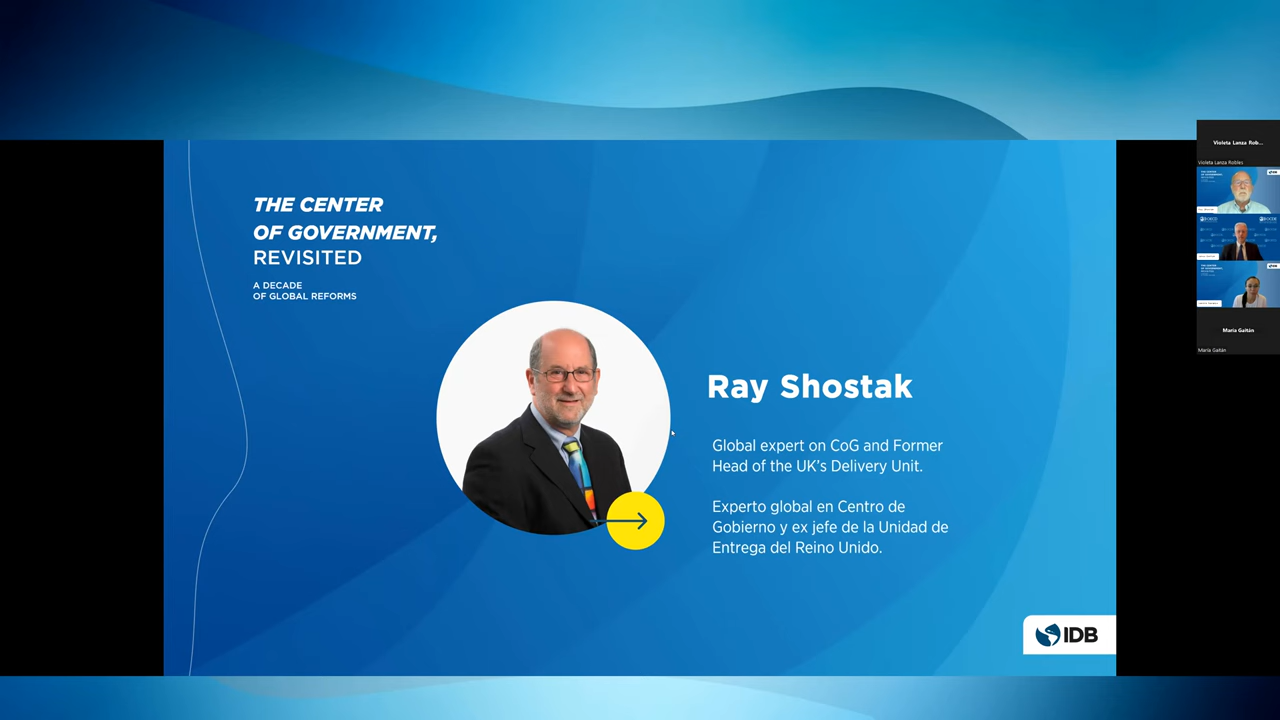 THE CENTER
OF GOVERNMENT,
REVISITED
A DECADE
OF GLOBAL REFORMS
Ray Shostak
Global expert on CoG and Former
Head of the UK's Delivery Unit.
Experto global en Centro de
Gobierno y ex jefe de la Unidad de
Entrega del Reino Unido.
IDB
Violeta Lanza Rob...
Violeta Lanza Robles
María Gaitán
María Gaitán